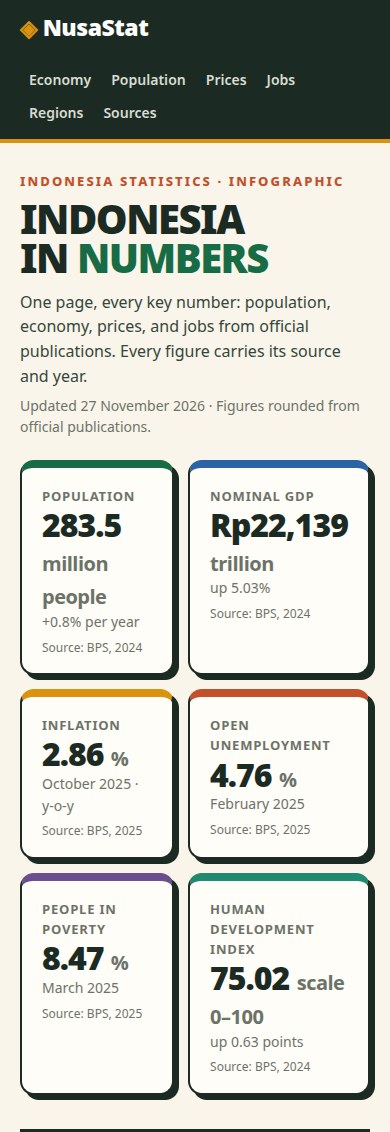 ◈ NusaStat
Economy Population Prices Jobs
Regions Sources
INDONESIA STATISTICS · INFOGRAPHIC
INDONESIA
IN NUMBERS
One page, every key number: population,
economy, prices, and jobs from official
publications. Every figure carries its source
and year.
Updated 27 November 2026 · Figures rounded from
official publications.
POPULATION
283.5
million
people
+0.8% per year
Source: BPS, 2024
NOMINAL GDP
Rp22,139
trillion
up 5.03%
Source: BPS, 2024
INFLATION
2.86 %
October 2025 ·
y-o-y
Source: BPS, 2025
OPEN
UNEMPLOYMENT
4.76 %
February 2025
Source: BPS, 2025
PEOPLE IN
POVERTY
8.47 %
March 2025
Source: BPS, 2025
HUMAN
DEVELOPMENT
INDEX
75.02 scale
0–100
up 0.63 points
Source: BPS, 2024